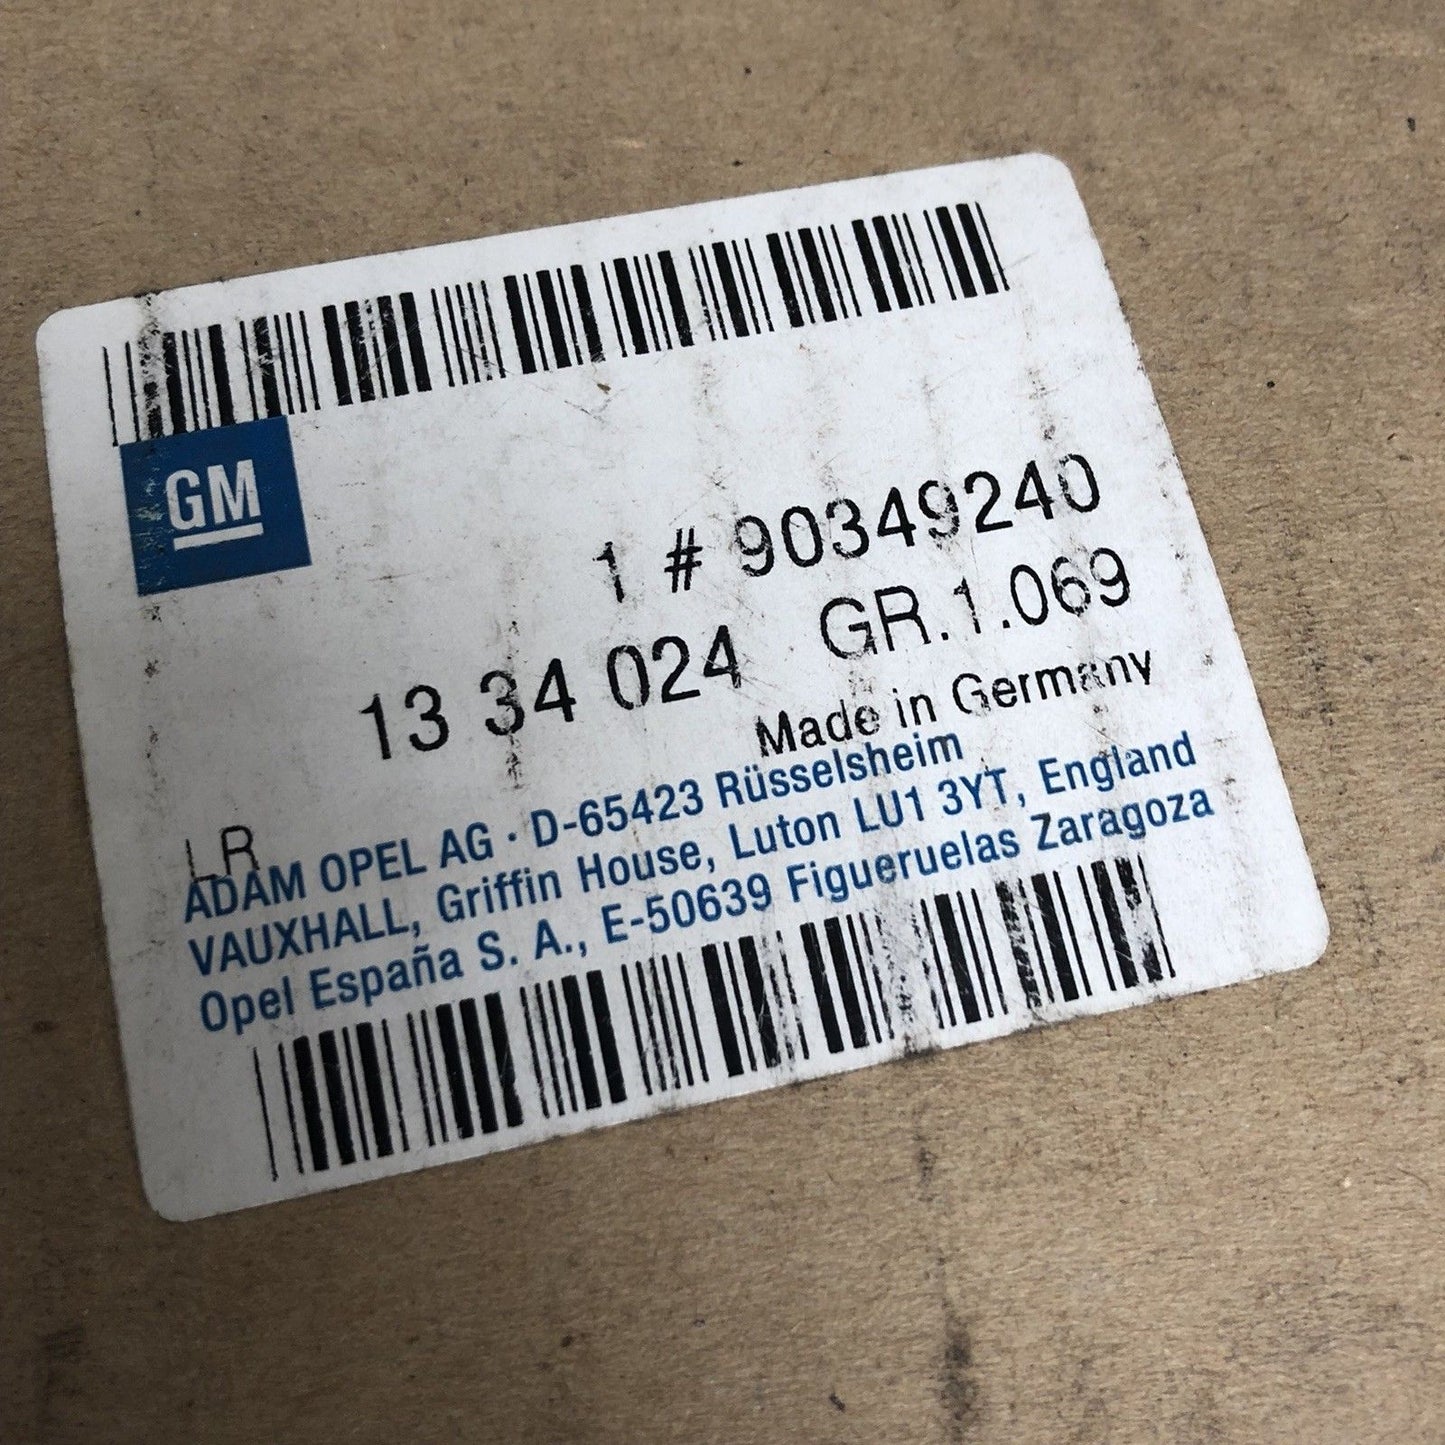 GM
1 # 90349240
13 34 024 GR.1.069
Made in Germany
LR
ADAM OPEL AG · D-65423 Rüsselsheim
VAUXHALL, Griffin House, Luton LU1 3YT, England
Opel España S. A., E-50639 Figueruelas Zaragoza